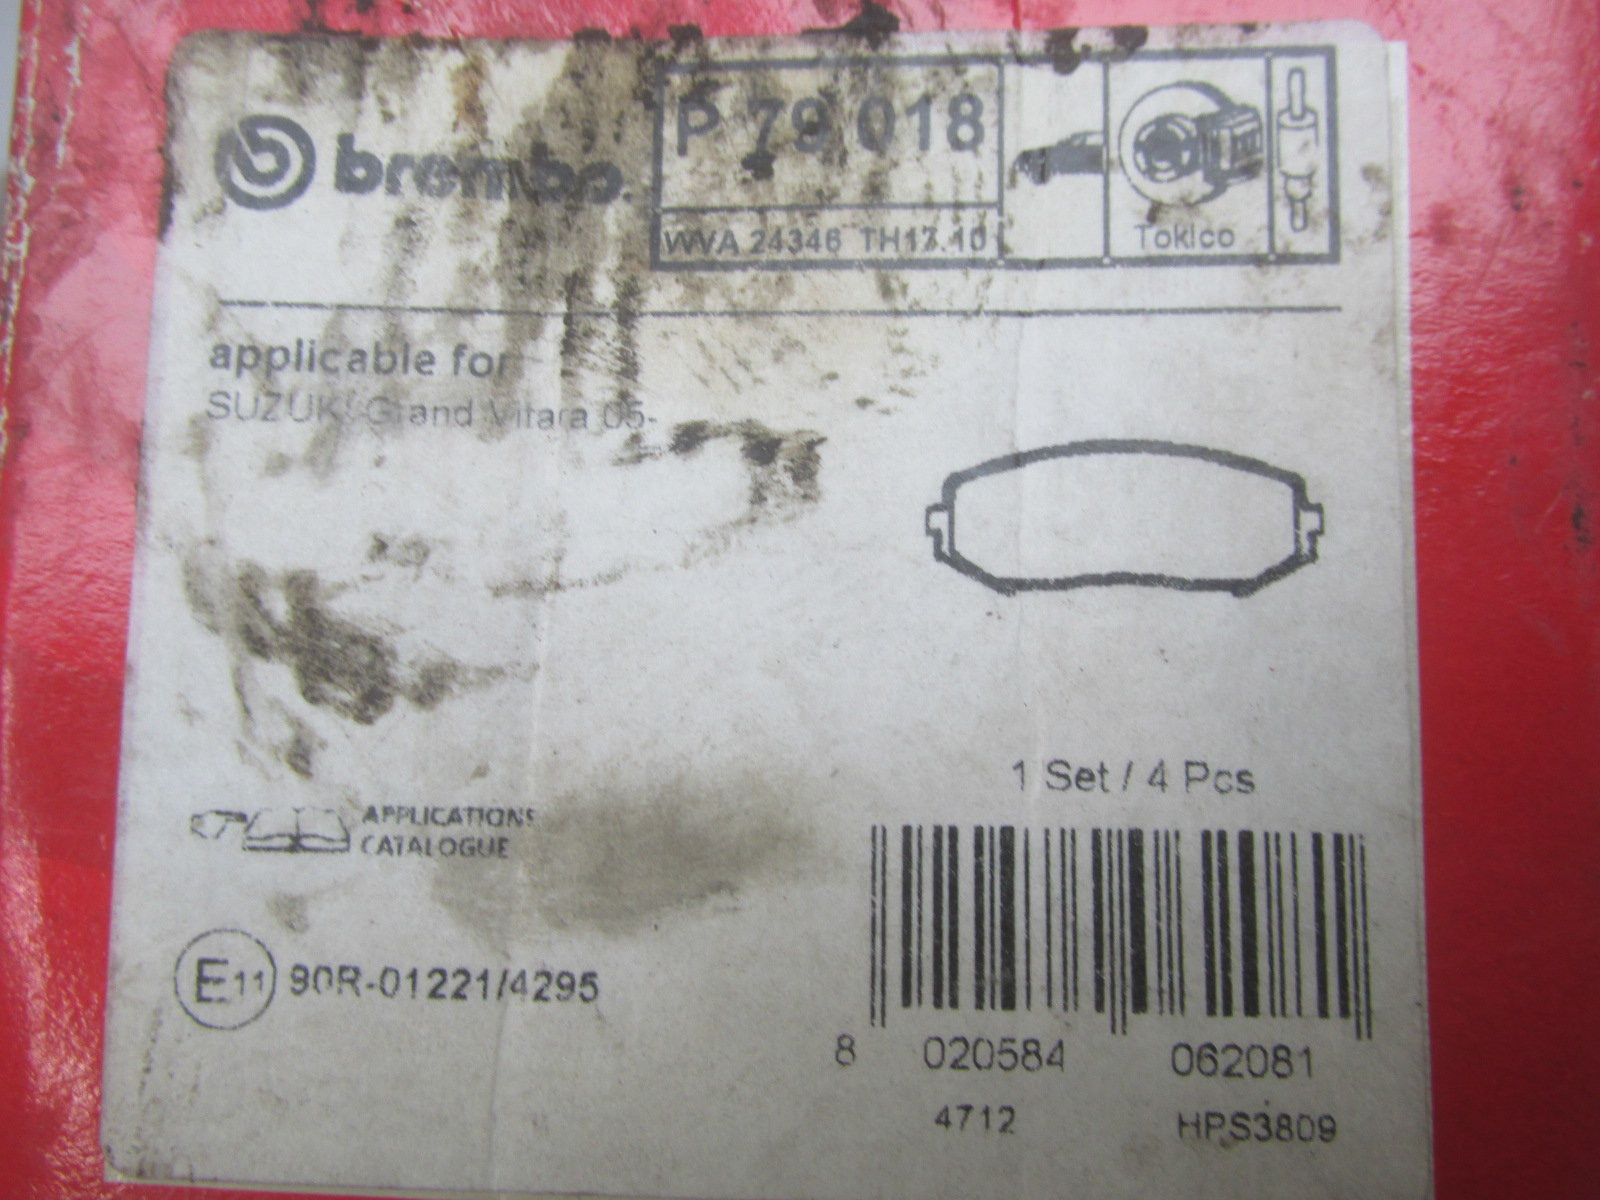 brembo
P 79 018
WVA 24346 TH17.10
Tokico
applicable for
SUZUKI Grand Vitara 05-
1 Set / 4 Pcs
APPLICATIONS
CATALOGUE
E11 90R-01221/4295
8 020584 062081
4712 HPS3809